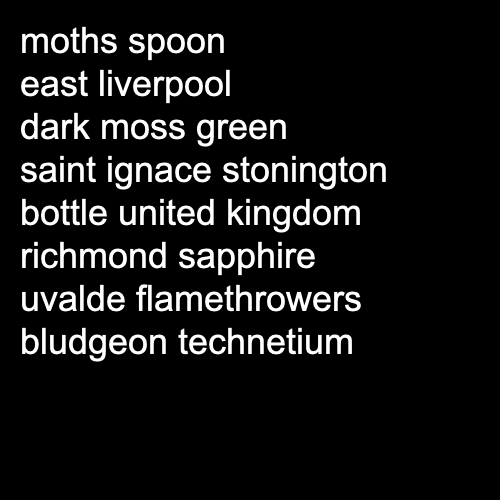 moths spoon
east liverpool
dark moss green
saint ignace stonington
bottle united kingdom
richmond sapphire
uvalde flamethrowers
bludgeon technetium